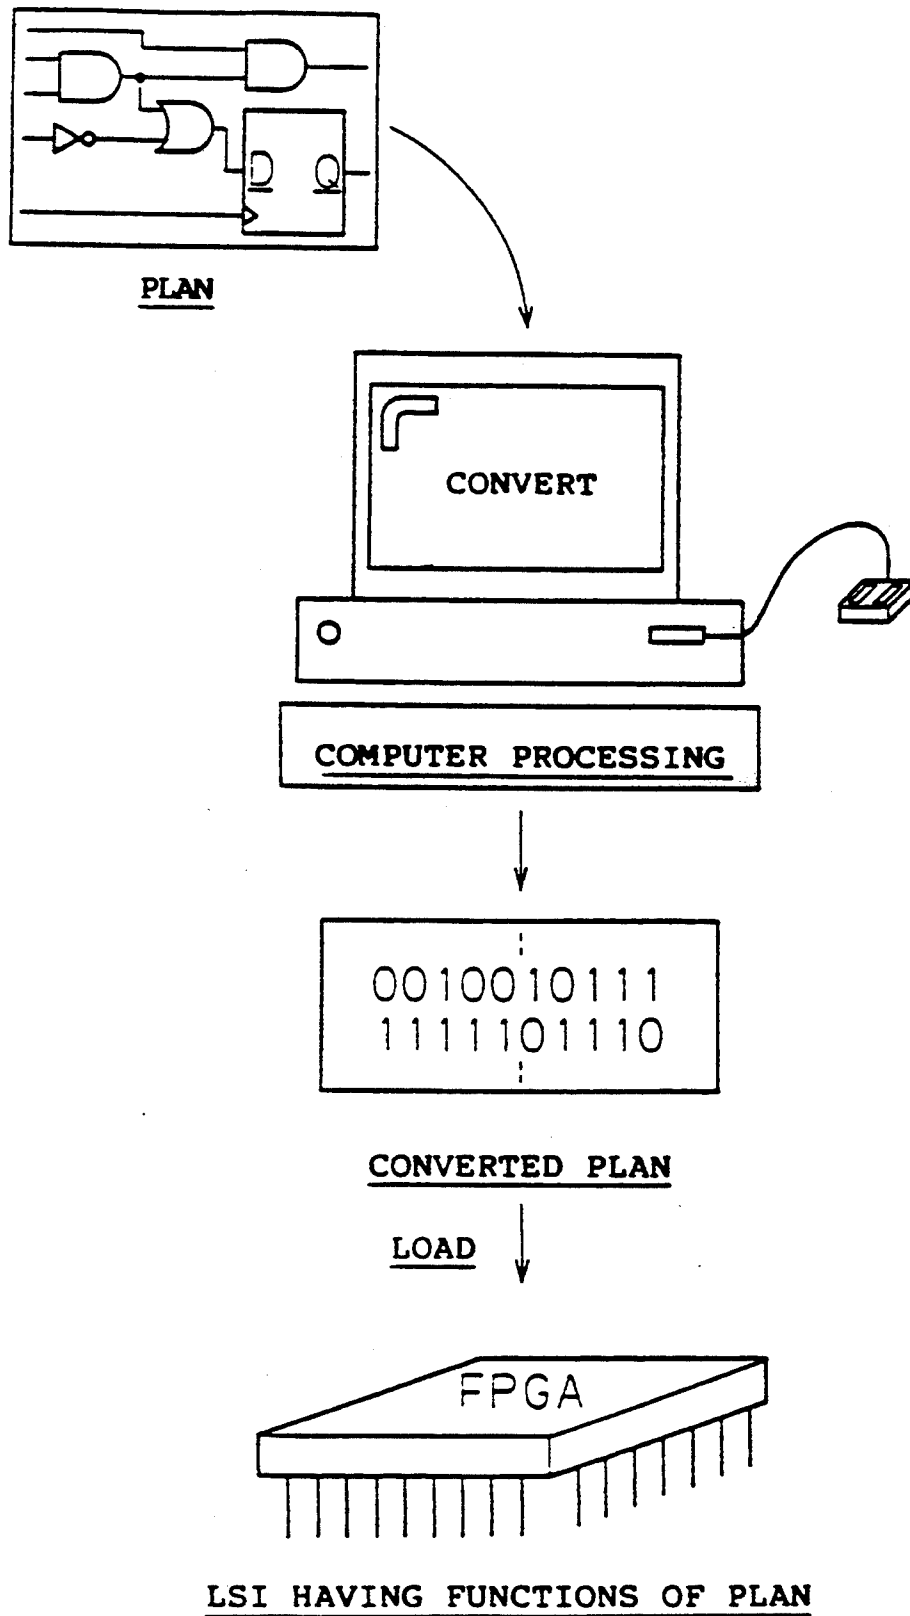 D Q
PLAN
CONVERT
COMPUTER PROCESSING
0010010111
1111101110
CONVERTED PLAN
LOAD
FPGA
LSI HAVING FUNCTIONS OF PLAN